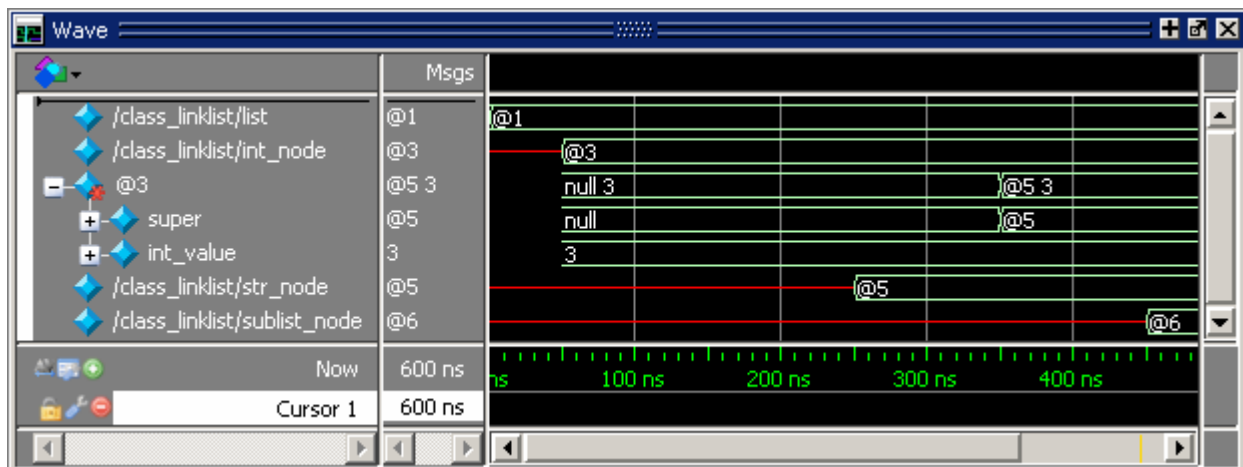 Wave
Msgs
/class_linklist/list @1 @1
/class_linklist/int_node @3 @3
@3 @5 3 null 3 @5 3
super @5 null @5
int_value 3 3
/class_linklist/str_node @5 @5
/class_linklist/sublist_node @6 @6
Now 600 ns ns 100 ns 200 ns 300 ns 400 ns
Cursor 1 600 ns